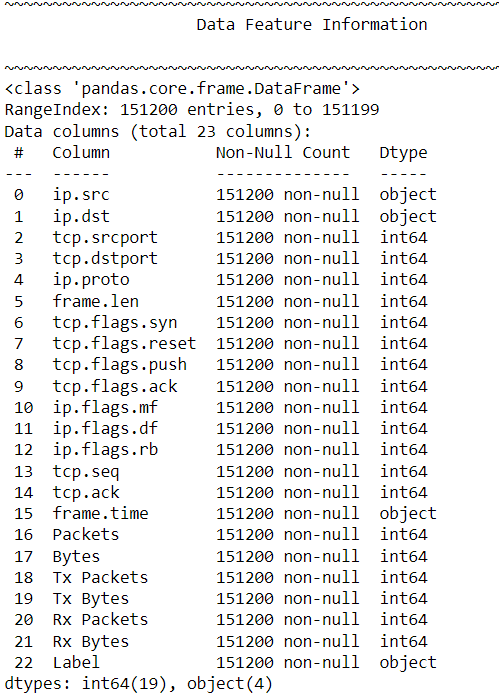 ~~~~~~~~~~~~~~~~~~~~~~~~~~~~~~~~~~~~~~~~~~~~~~~~~~~~
Data Feature Information
~~~~~~~~~~~~~~~~~~~~~~~~~~~~~~~~~~~~~~~~~~~~~~~~~~~~
<class 'pandas.core.frame.DataFrame'>
RangeIndex: 151200 entries, 0 to 151199
Data columns (total 23 columns):
 #   Column           Non-Null Count   Dtype
---  ------           --------------   -----
 0   ip.src           151200 non-null  object
 1   ip.dst           151200 non-null  object
 2   tcp.srcport      151200 non-null  int64
 3   tcp.dstport      151200 non-null  int64
 4   ip.proto         151200 non-null  int64
 5   frame.len        151200 non-null  int64
 6   tcp.flags.syn    151200 non-null  int64
 7   tcp.flags.reset  151200 non-null  int64
 8   tcp.flags.push   151200 non-null  int64
 9   tcp.flags.ack    151200 non-null  int64
 10  ip.flags.mf      151200 non-null  int64
 11  ip.flags.df      151200 non-null  int64
 12  ip.flags.rb      151200 non-null  int64
 13  tcp.seq          151200 non-null  int64
 14  tcp.ack          151200 non-null  int64
 15  frame.time       151200 non-null  object
 16  Packets          151200 non-null  int64
 17  Bytes            151200 non-null  int64
 18  Tx Packets       151200 non-null  int64
 19  Tx Bytes         151200 non-null  int64
 20  Rx Packets       151200 non-null  int64
 21  Rx Bytes         151200 non-null  int64
 22  Label            151200 non-null  object
dtypes: int64(19), object(4)